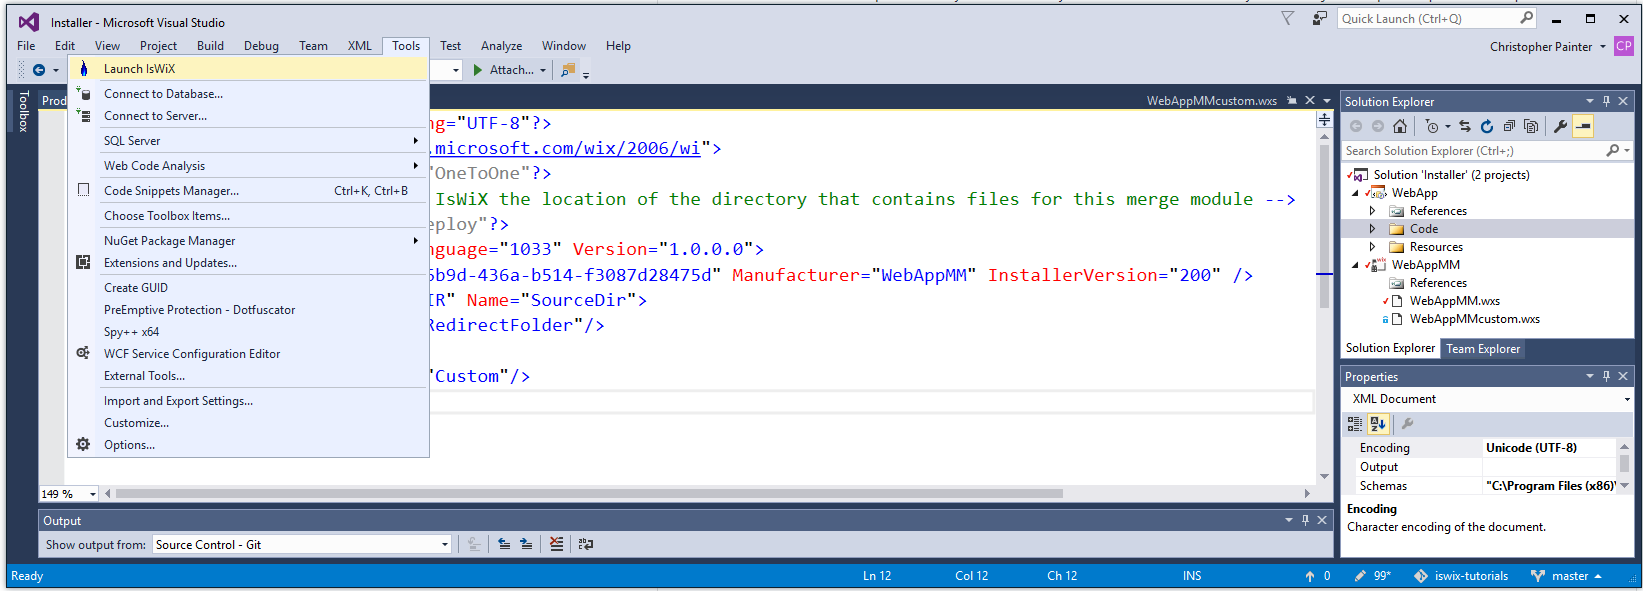 Installer - Microsoft Visual Studio
Quick Launch (Ctrl+Q)
File Edit View Project Build Debug Team XML Tools Test Analyze Window Help
Christopher Painter CP
Attach...
Launch IsWiX
Connect to Database...
Connect to Server...
SQL Server
Web Code Analysis
Code Snippets Manager... Ctrl+K, Ctrl+B
Choose Toolbox Items...
NuGet Package Manager
Extensions and Updates...
Create GUID
PreEmptive Protection - Dotfuscator
Spy++ x64
WCF Service Configuration Editor
External Tools...
Import and Export Settings...
Customize...
Options...
Toolbox
Prod
WebAppMMcustom.wxs
ng="UTF-8"?>
.microsoft.com/wix/2006/wi">
"OneToOne"?>
IsWiX the location of the directory that contains files for this merge module -->
eploy"?>
nguage="1033" Version="1.0.0.0">
6b9d-436a-b514-f3087d28475d" Manufacturer="WebAppMM" InstallerVersion="200" />
IR" Name="SourceDir">
RedirectFolder"/>
"Custom"/>
149 %
Output
Show output from: Source Control - Git
Solution Explorer
Search Solution Explorer (Ctrl+;)
Solution 'Installer' (2 projects)
WebApp
References
Code
Resources
WebAppMM
References
WebAppMM.wxs
WebAppMMcustom.wxs
Solution Explorer Team Explorer
Properties
XML Document
Encoding Unicode (UTF-8)
Output
Schemas "C:\Program Files (x86)\
Encoding
Character encoding of the document.
Ready Ln 12 Col 12 Ch 12 INS 0 99* iswix-tutorials master